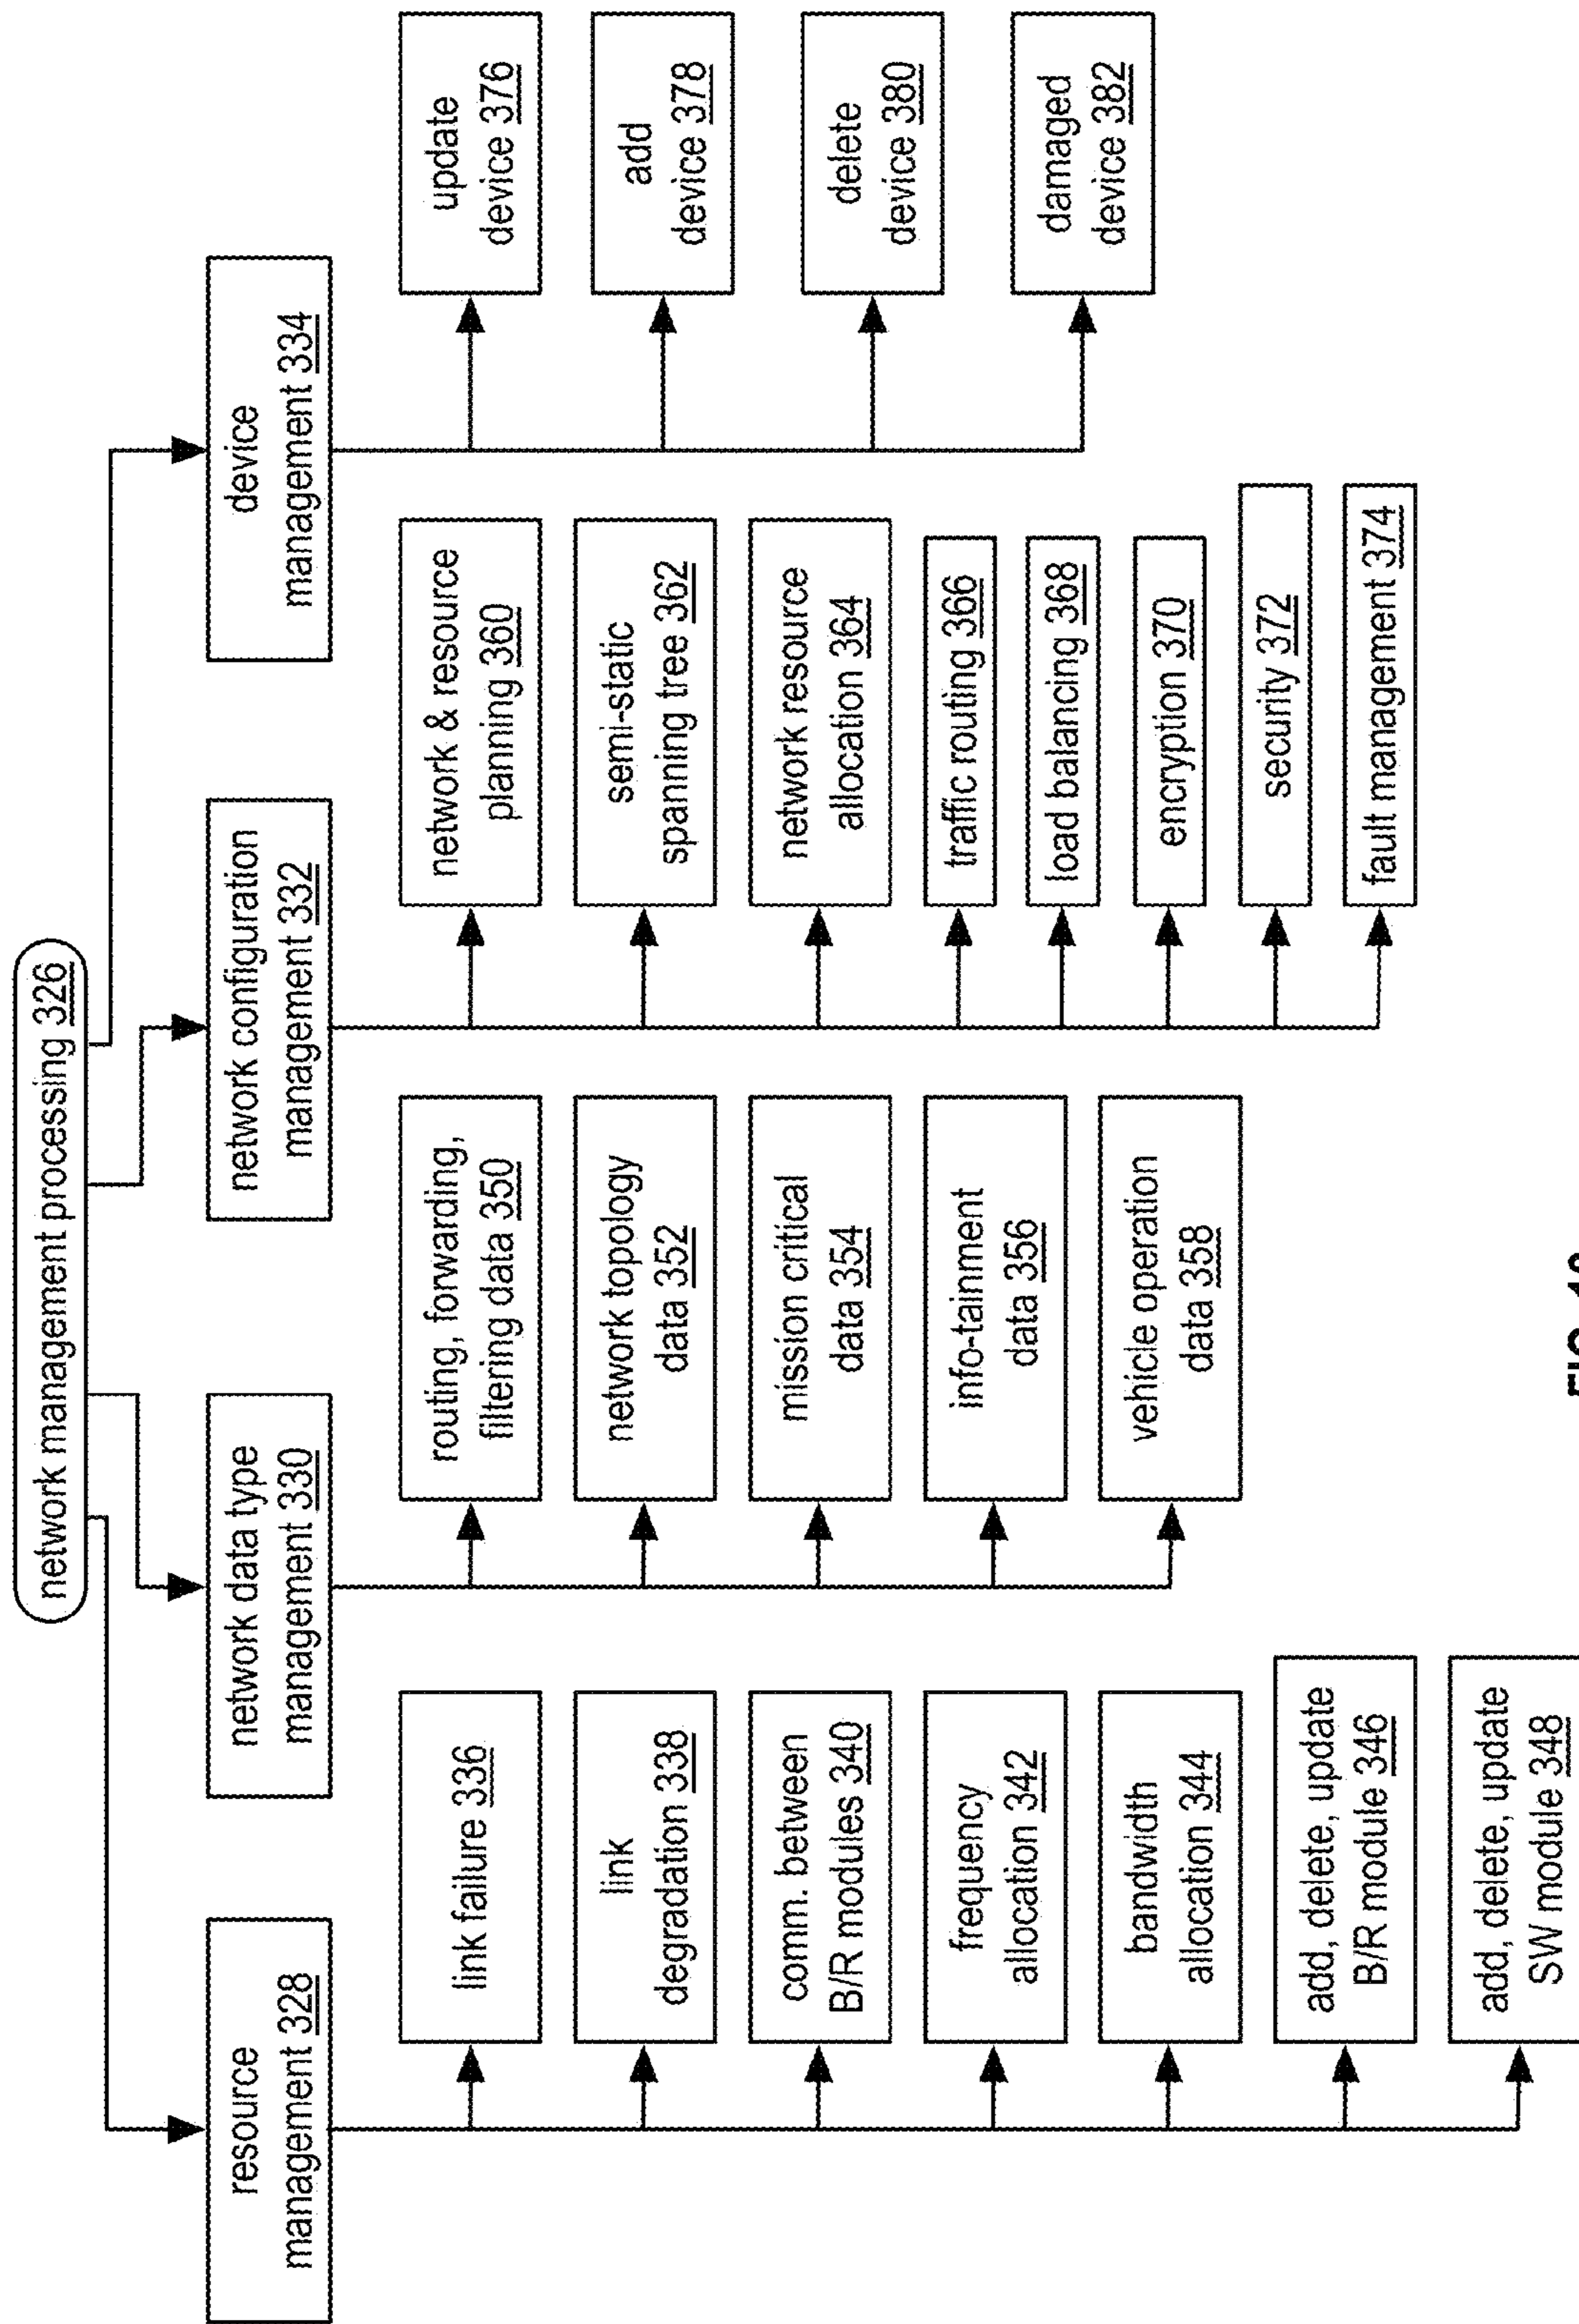 network management processing 326
resource
management 328
link failure 336
link
degradation 338
comm. between
B/R modules 340
frequency
allocation 342
bandwidth
allocation 344
add, delete, update
B/R module 346
add, delete, update
SW module 348
network data type
management 330
routing, forwarding,
filtering data 350
network topology
data 352
mission critical
data 354
info-tainment
data 356
vehicle operation
data 358
network configuration
management 332
network & resource
planning 360
semi-static
spanning tree 362
network resource
allocation 364
traffic routing 366
load balancing 368
encryption 370
security 372
fault management 374
device
management 334
update
device 376
add
device 378
delete
device 380
damaged
device 382